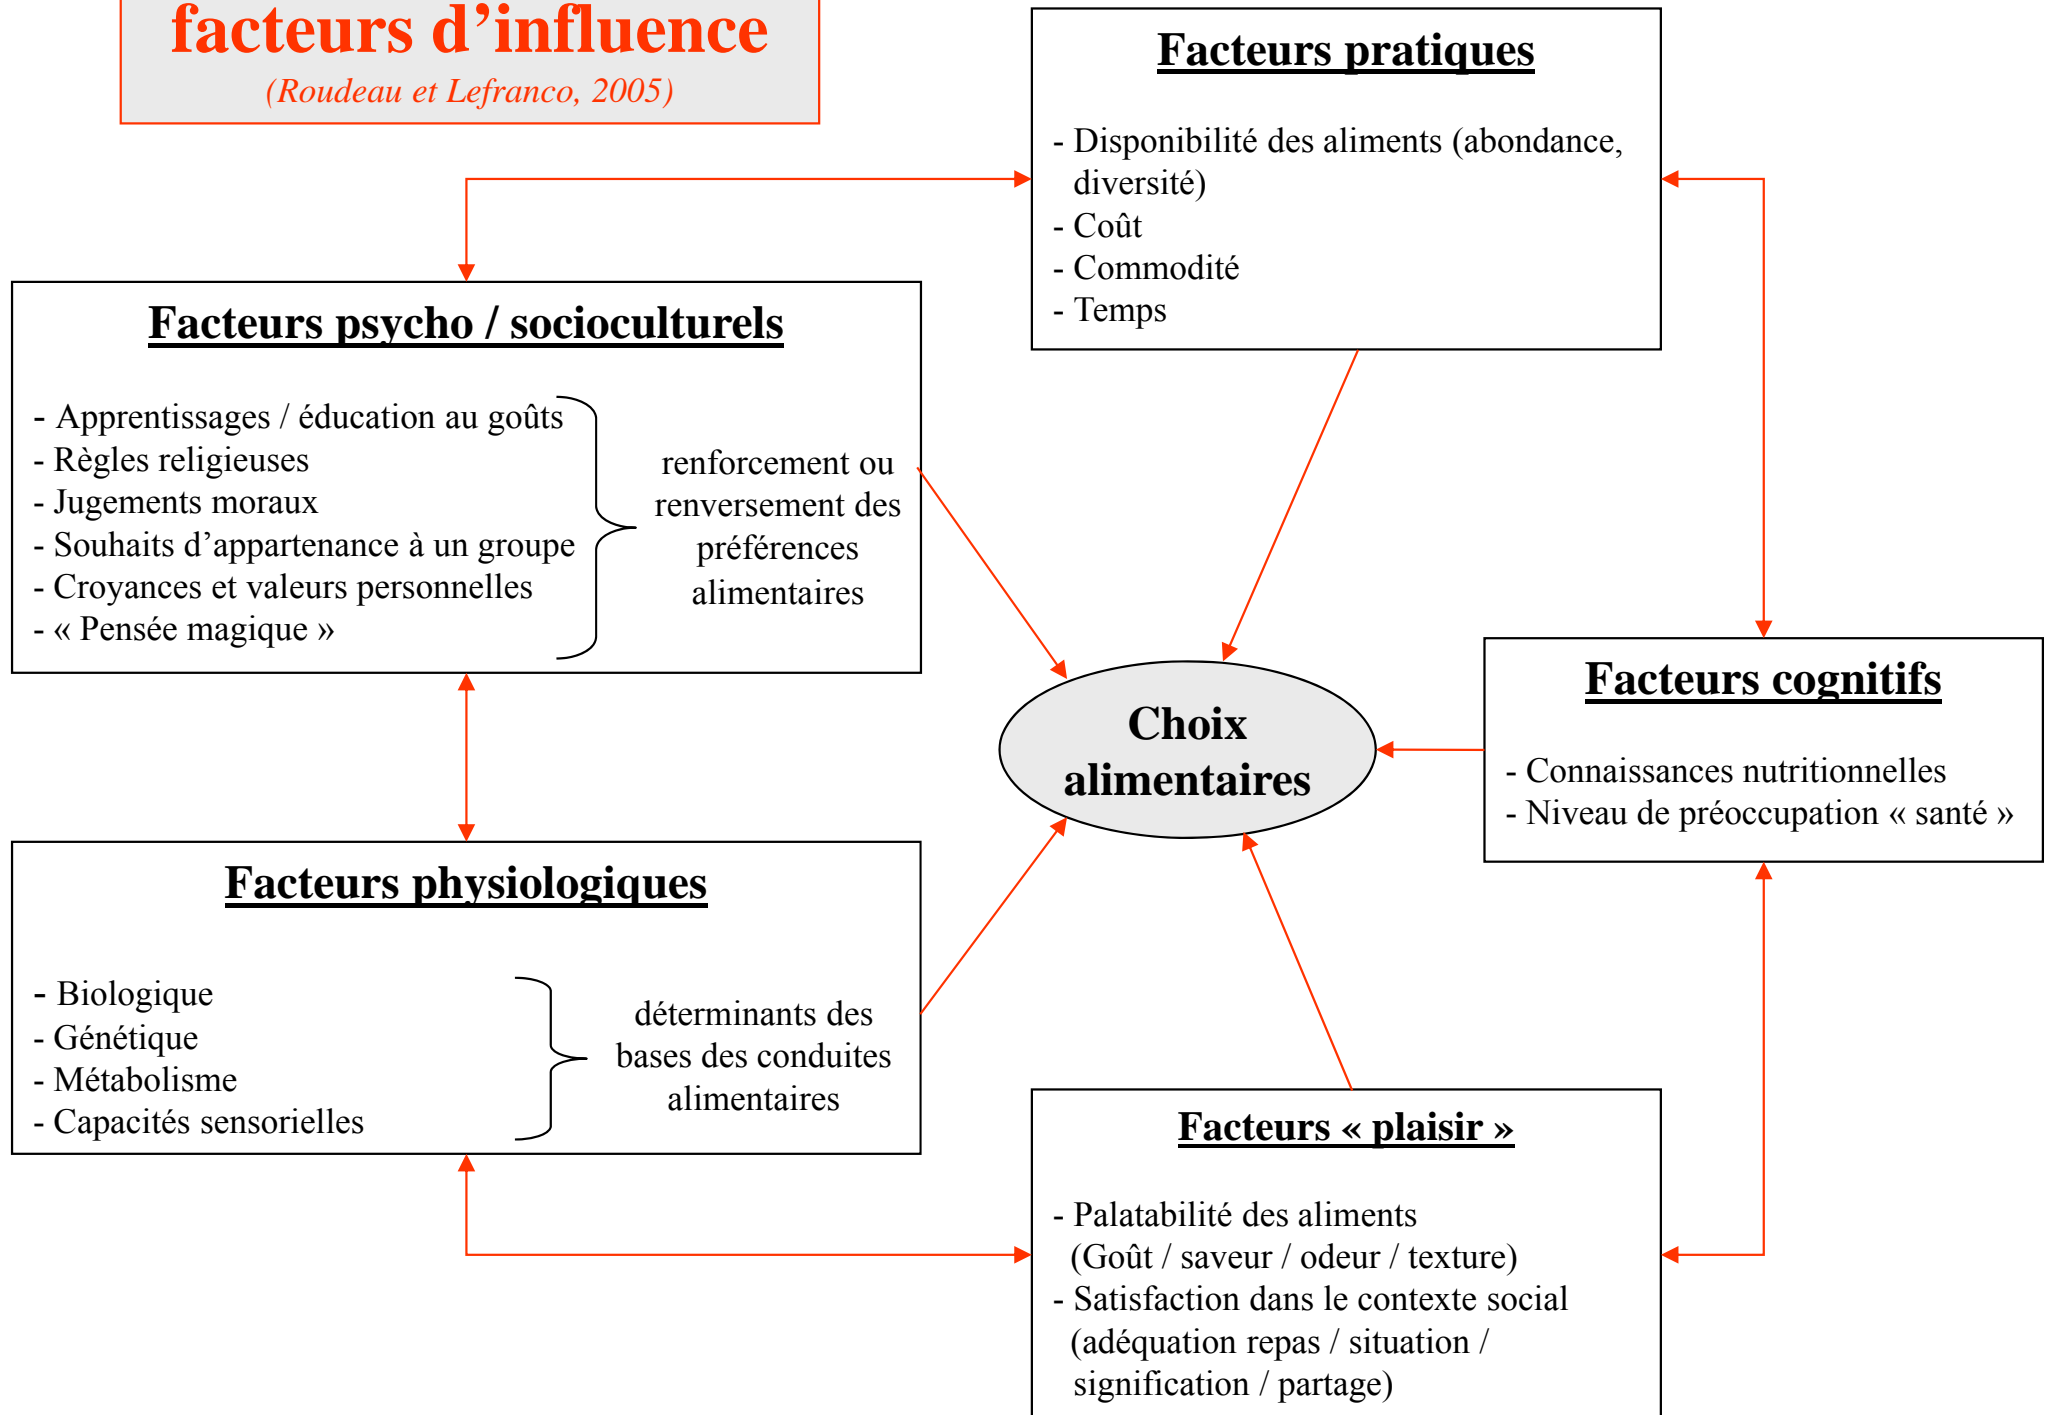 facteurs d’influence
(Roudeau et Lefranco, 2005)
Facteurs pratiques
- Disponibilité des aliments (abondance,
diversité)
- Coût
- Commodité
- Temps
Facteurs psycho / socioculturels
- Apprentissages / éducation au goûts
- Règles religieuses
- Jugements moraux
- Souhaits d’appartenance à un groupe
- Croyances et valeurs personnelles
- « Pensée magique »
renforcement ou
renversement des
préférences
alimentaires
Choix
alimentaires
Facteurs cognitifs
- Connaissances nutritionnelles
- Niveau de préoccupation « santé »
Facteurs physiologiques
- Biologique
- Génétique
- Métabolisme
- Capacités sensorielles
déterminants des
bases des conduites
alimentaires
Facteurs « plaisir »
- Palatabilité des aliments
(Goût / saveur / odeur / texture)
- Satisfaction dans le contexte social
(adéquation repas / situation /
signification / partage)